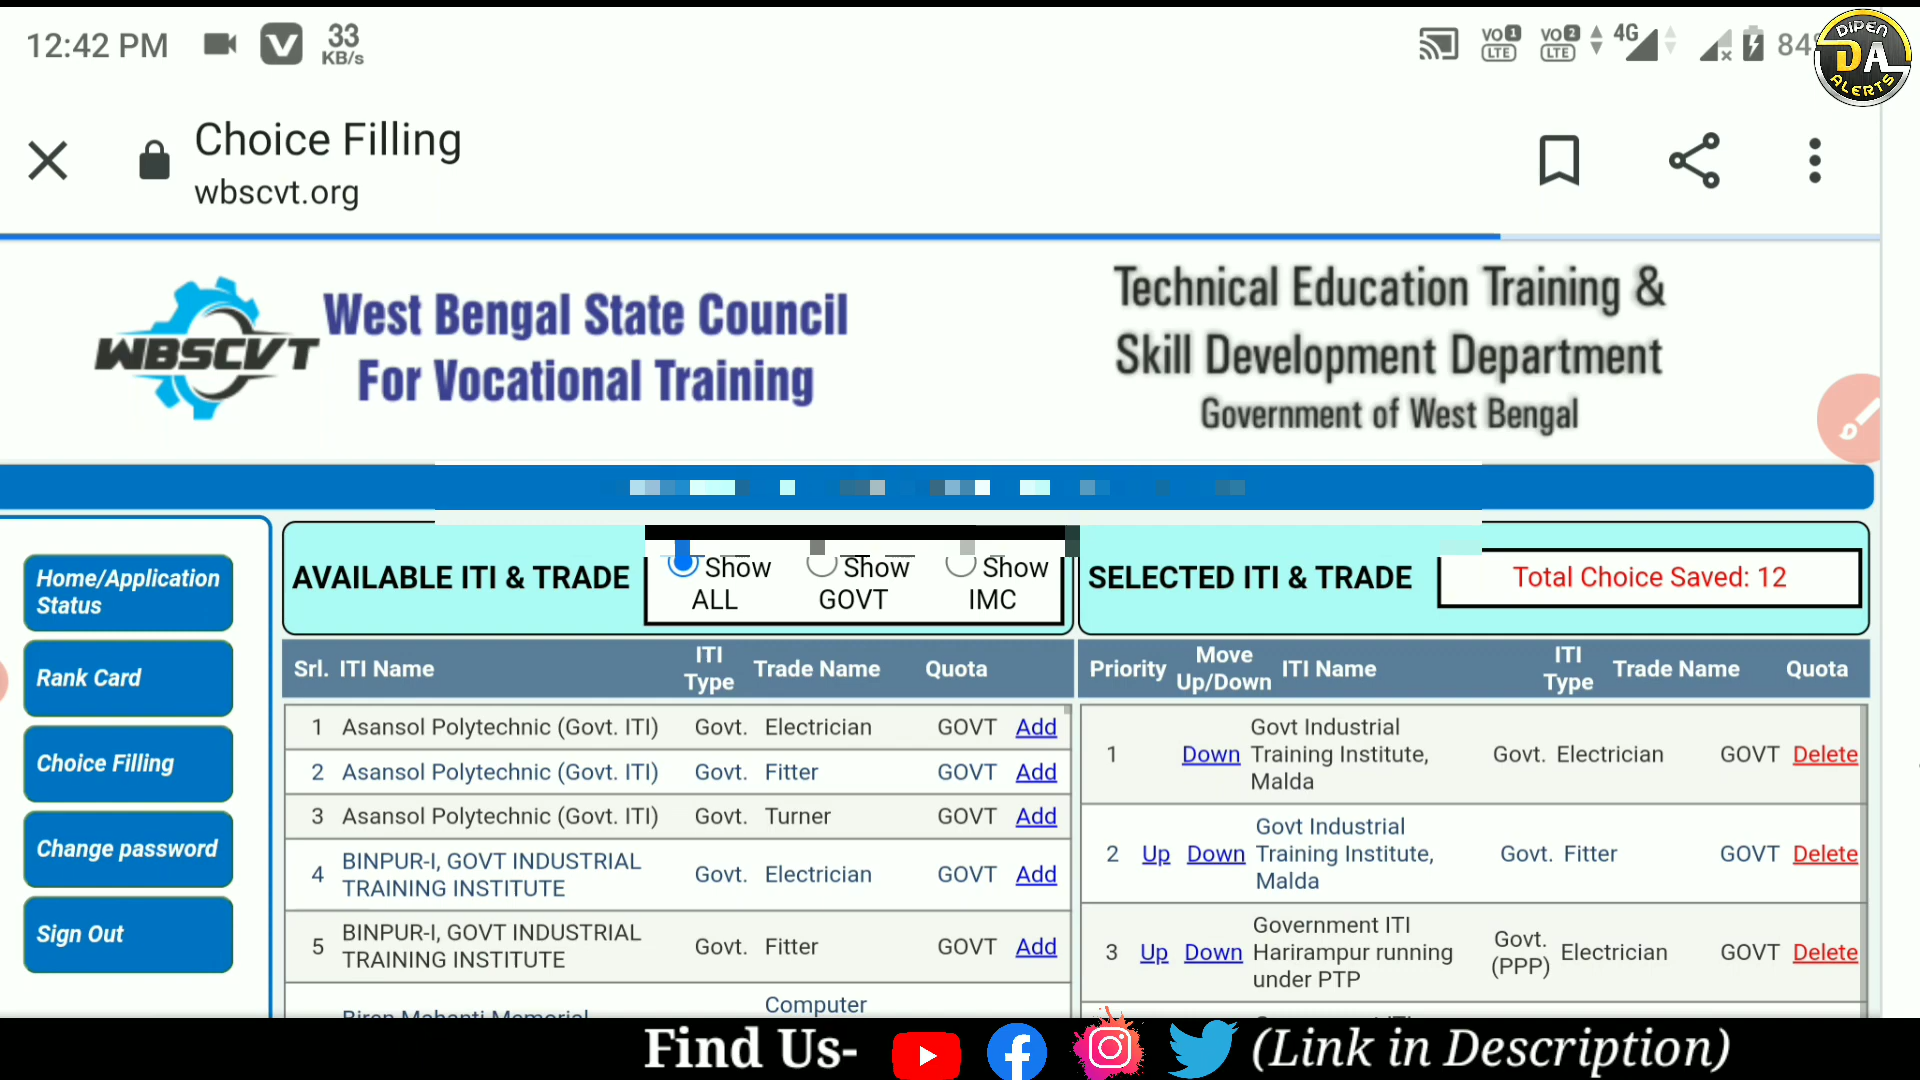 12:42 PM
33
KB/s
VO 1
LTE
VO 2
LTE
4G
84
DIPEN
DA
ALERTS
Choice Filling
wbscvt.org
WBSCVT
West Bengal State Council
For Vocational Training
Technical Education Training &
Skill Development Department
Government of West Bengal
Home/Application
Status
Rank Card
Choice Filling
Change password
Sign Out
AVAILABLE ITI & TRADE
Show ALL
Show GOVT
Show IMC
Srl. ITI Name ITI Type Trade Name Quota
1 Asansol Polytechnic (Govt. ITI) Govt. Electrician GOVT Add
2 Asansol Polytechnic (Govt. ITI) Govt. Fitter GOVT Add
3 Asansol Polytechnic (Govt. ITI) Govt. Turner GOVT Add
4 BINPUR-I, GOVT INDUSTRIAL
TRAINING INSTITUTE Govt. Electrician GOVT Add
5 BINPUR-I, GOVT INDUSTRIAL
TRAINING INSTITUTE Govt. Fitter GOVT Add
Computer
SELECTED ITI & TRADE
Total Choice Saved: 12
Priority Move Up/Down ITI Name ITI Type Trade Name Quota
1 Down Govt Industrial
Training Institute,
Malda Govt. Electrician GOVT Delete
2 Up Down Govt Industrial
Training Institute,
Malda Govt. Fitter GOVT Delete
3 Up Down Government ITI
Harirampur running
under PTP Govt. (PPP) Electrician GOVT Delete
Find Us- (Link in Description)